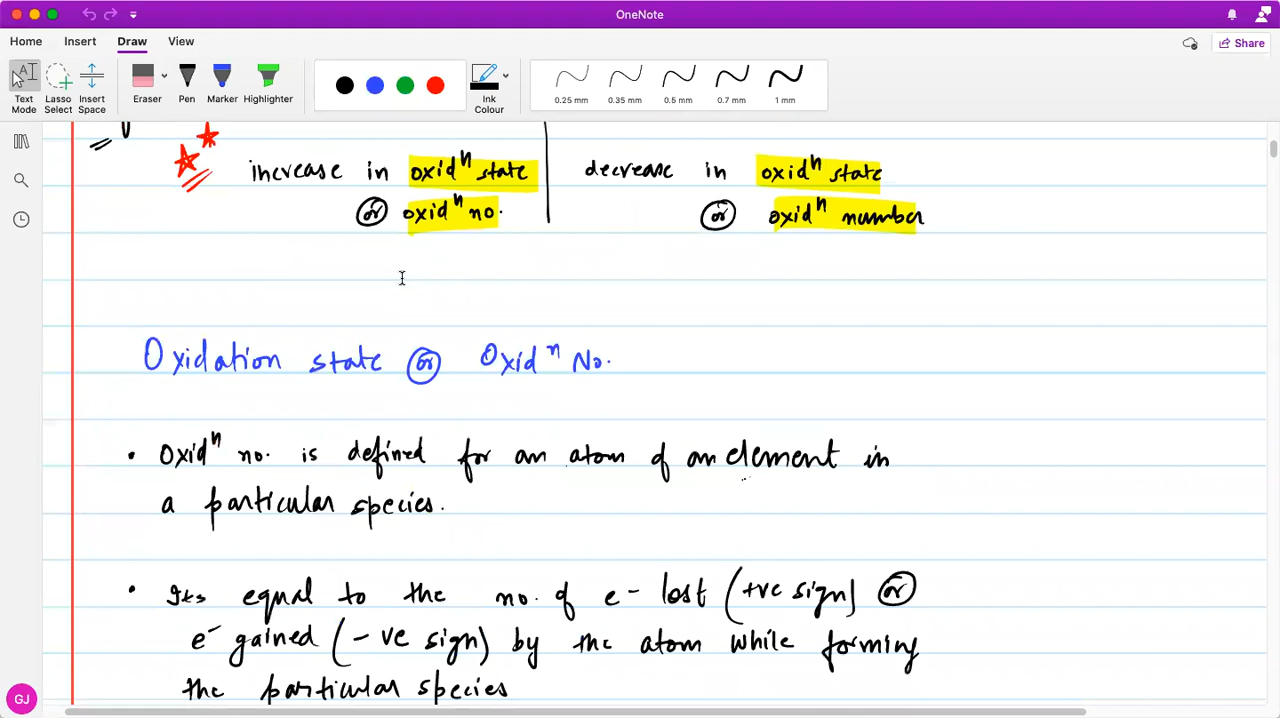 OneNote
Home Insert Draw View
Share
Text Mode
Lasso Select
Insert Space
Eraser
Pen
Marker
Highlighter
Ink Colour
0.25 mm 0.35 mm 0.5 mm 0.7 mm 1 mm
increase in oxidⁿ state
or oxidⁿ no.
decrease in oxidⁿ state
or oxidⁿ number
Oxidation state or Oxidⁿ No.
• Oxidⁿ no. is defined for an atom of an element in
a particular species.
• Its equal to the no. of e- lost (+ve sign) or
e⁻ gained (-ve sign) by the atom while forming
the particular species
GJ